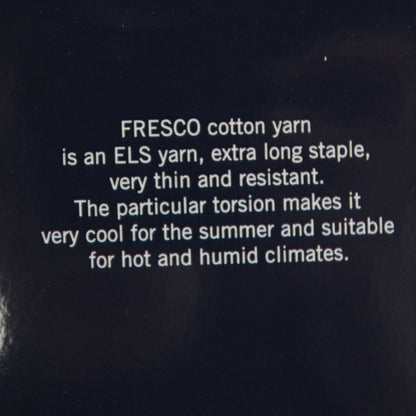 FRESCO cotton yarn
is an ELS yarn, extra long staple,
very thin and resistant.
The particular torsion makes it
very cool for the summer and suitable
for hot and humid climates.